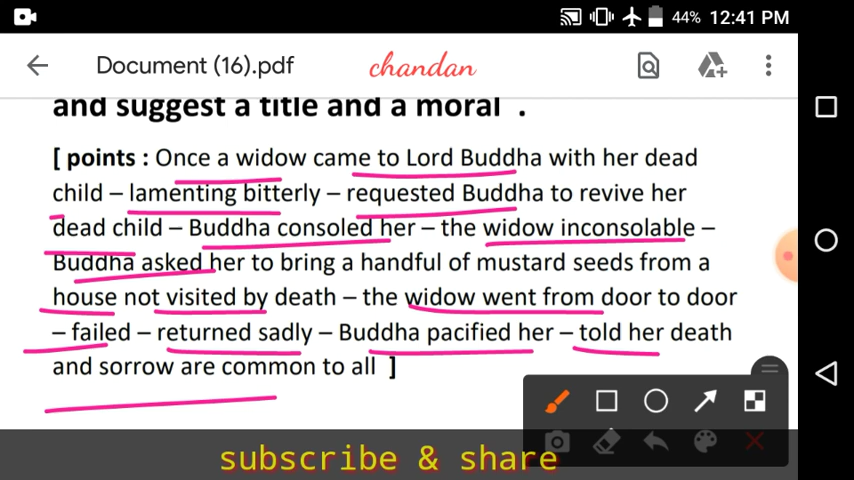 44% 12:41 PM
Document (16).pdf
chandan
and suggest a title and a moral .
[ points : Once a widow came to Lord Buddha with her dead
child – lamenting bitterly – requested Buddha to revive her
dead child – Buddha consoled her – the widow inconsolable –
Buddha asked her to bring a handful of mustard seeds from a
house not visited by death – the widow went from door to door
– failed – returned sadly – Buddha pacified her – told her death
and sorrow are common to all ]
subscribe & share